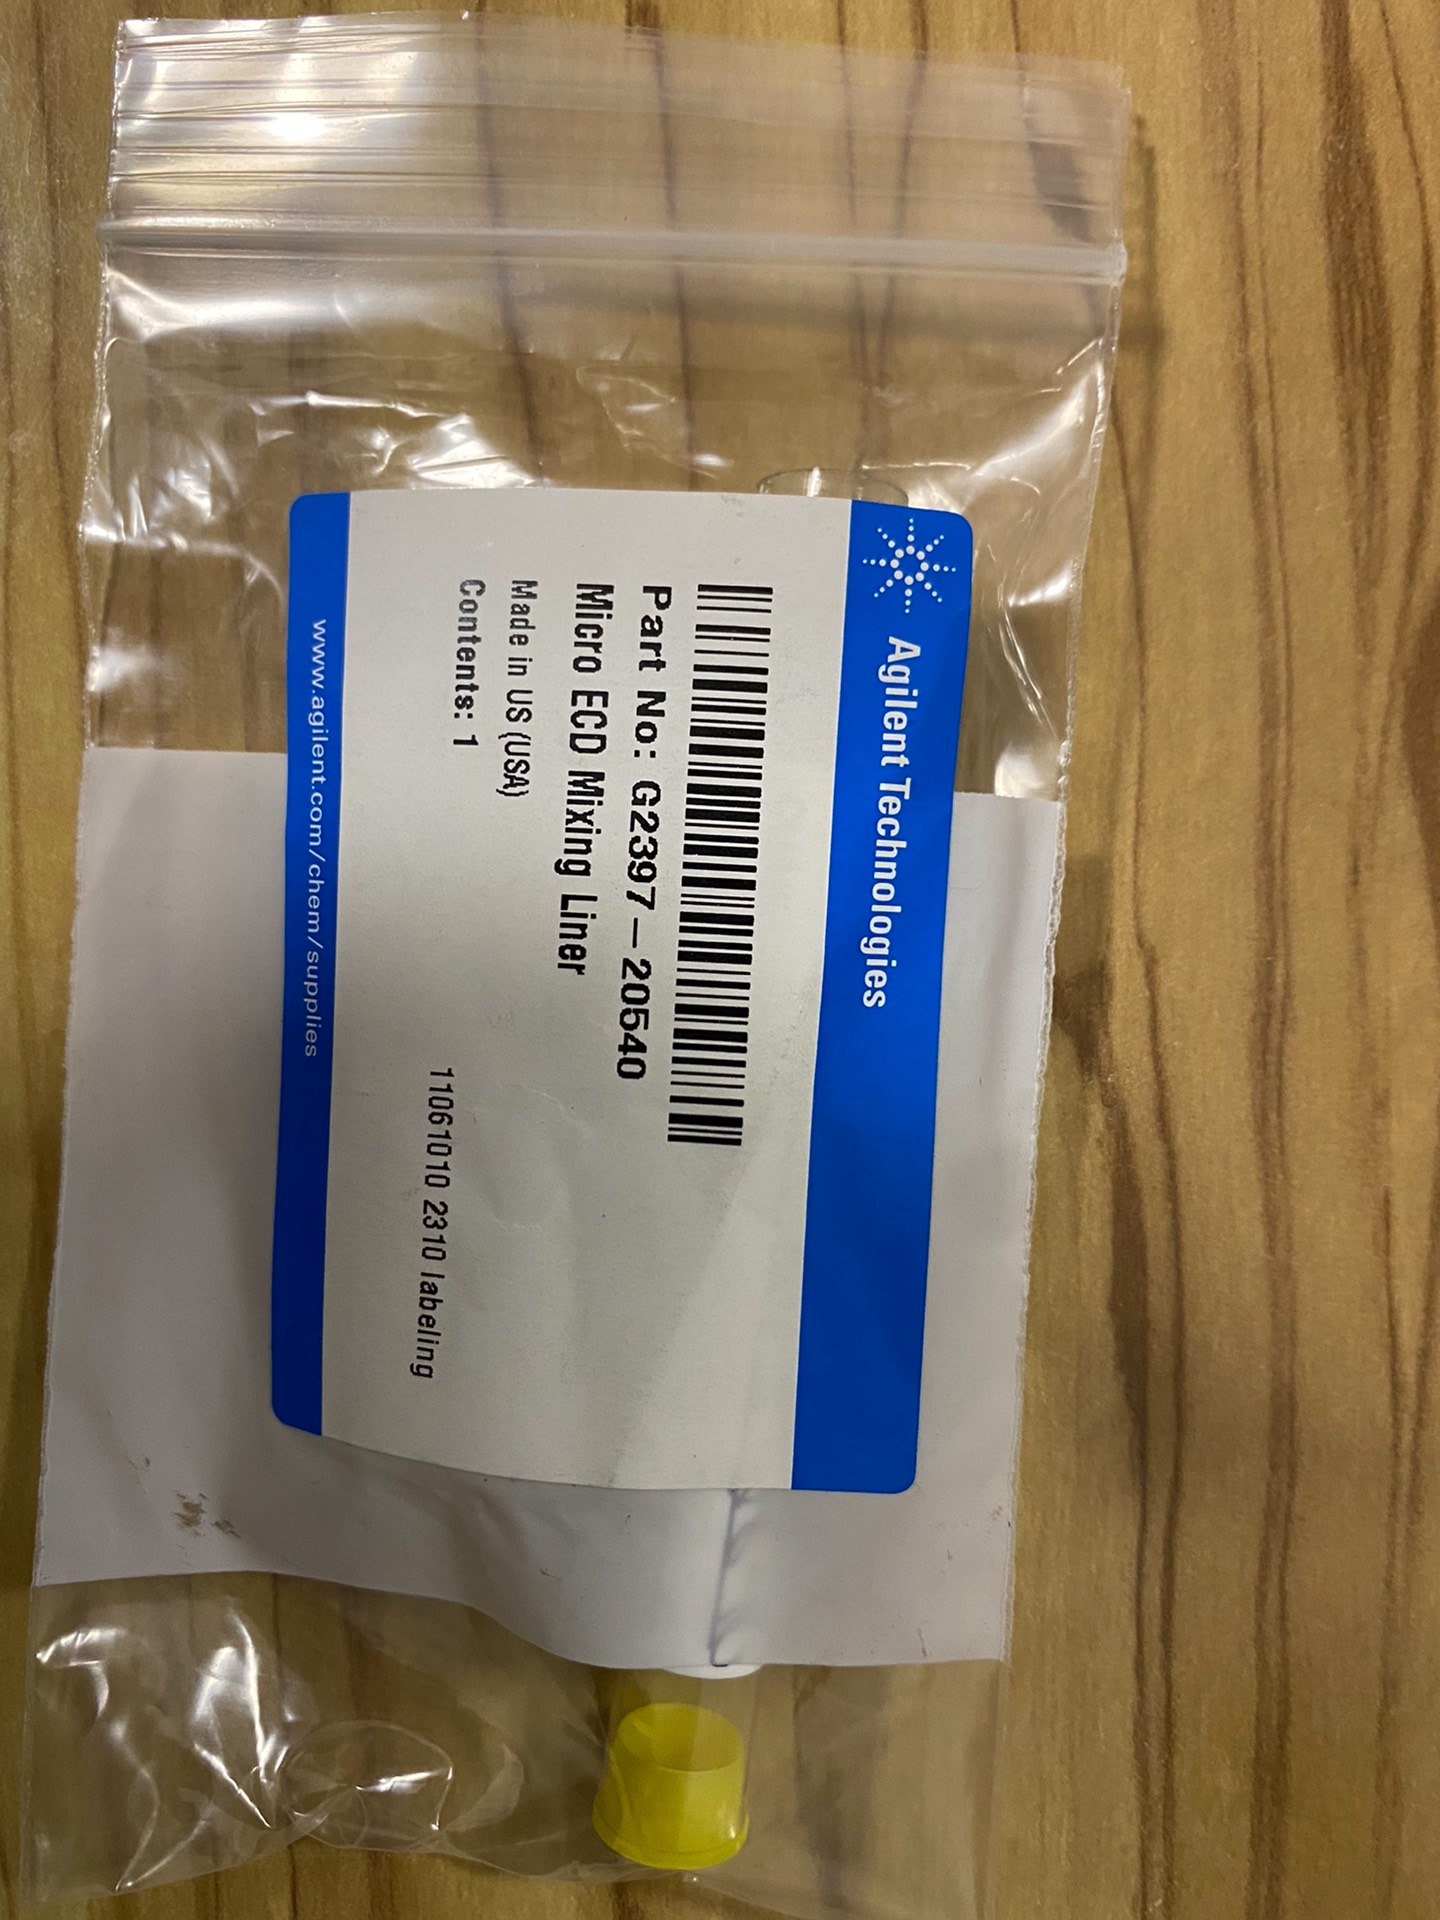 Agilent Technologies
Part No: G2397-20540
Micro ECD Mixing Liner
Made in US (USA)
Contents: 1
11061010 2310 labeling
www.agilent.com/chem/supplies